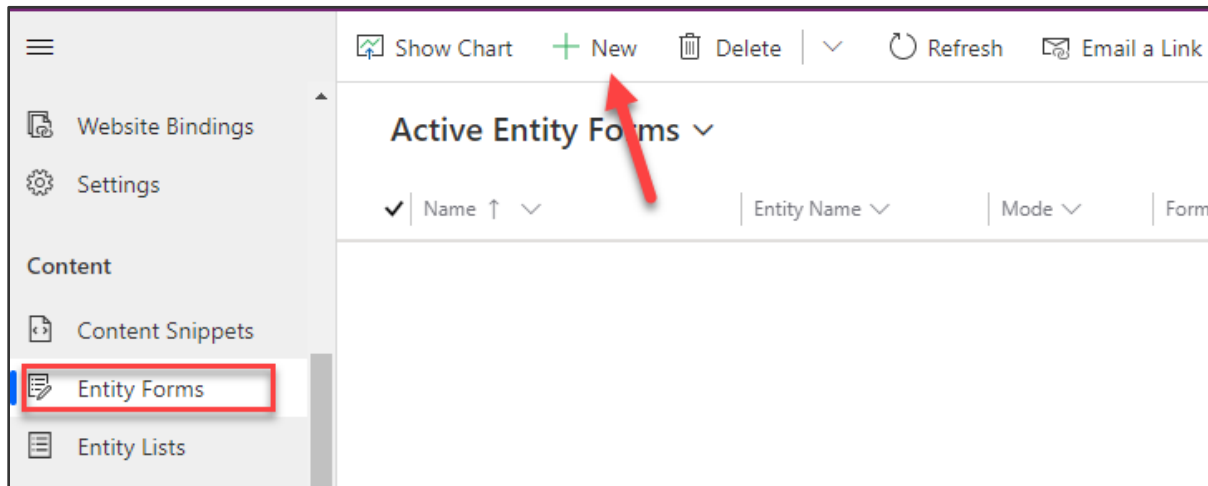 Show Chart New Delete Refresh Email a Link
Website Bindings
Settings
Content
Content Snippets
Entity Forms
Entity Lists
Active Entity Forms
Name ↑ Entity Name Mode Form